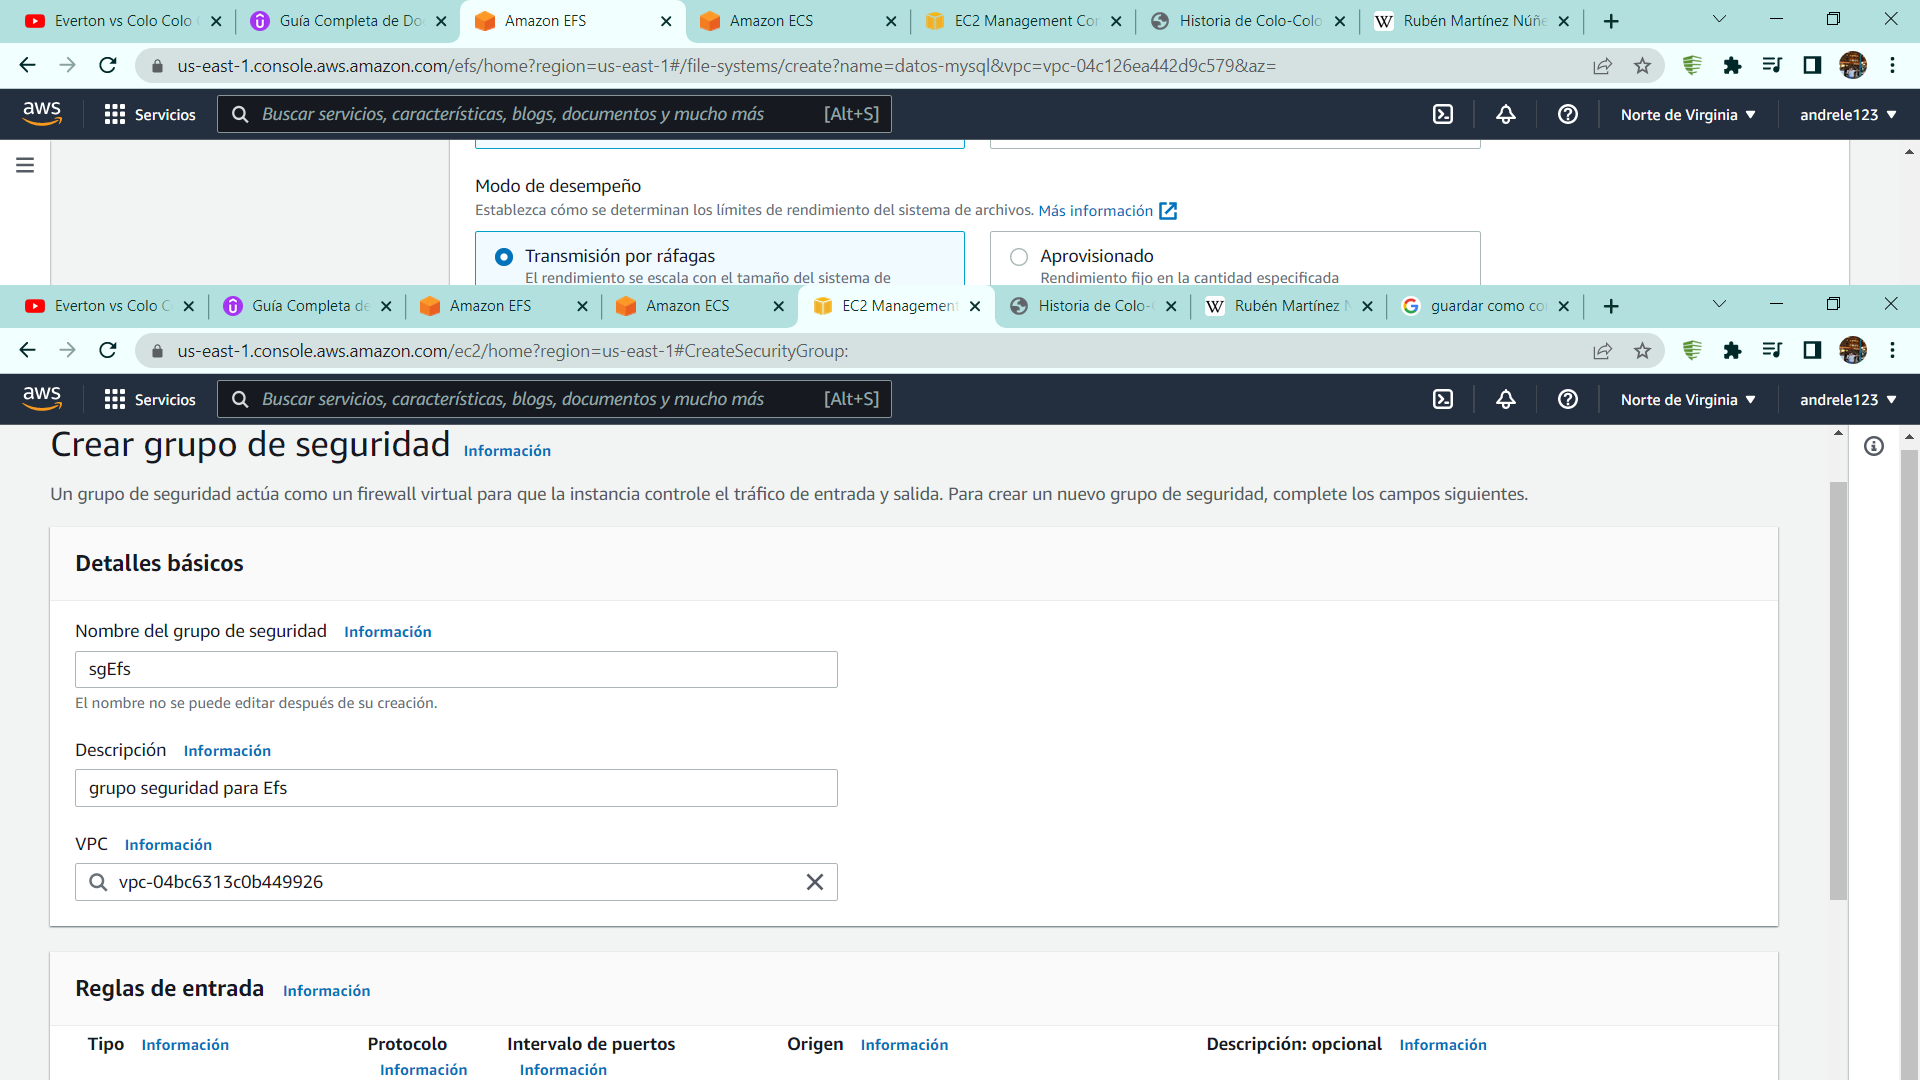 Everton vs Colo Colo
Guía Completa de Do
Amazon EFS
Amazon ECS
EC2 Management Con
Historia de Colo-Colo
Rubén Martínez Núñe
us-east-1.console.aws.amazon.com/efs/home?region=us-east-1#/file-systems/create?name=datos-mysql&vpc=vpc-04c126ea442d9c579&az=
aws
Servicios
Buscar servicios, características, blogs, documentos y mucho más
[Alt+S]
Norte de Virginia
andrele123
Modo de desempeño
Establezca cómo se determinan los límites de rendimiento del sistema de archivos. Más información
Transmisión por ráfagas
Aprovisionado
El rendimiento se escala con el tamaño del sistema de
Rendimiento fijo en la cantidad especificada
Everton vs Colo C
Guía Completa de
Amazon EFS
Amazon ECS
EC2 Management
Historia de Colo-
Rubén Martínez
guardar como co
us-east-1.console.aws.amazon.com/ec2/home?region=us-east-1#CreateSecurityGroup:
aws
Servicios
Buscar servicios, características, blogs, documentos y mucho más
[Alt+S]
Norte de Virginia
andrele123
Crear grupo de seguridad Información
Un grupo de seguridad actúa como un firewall virtual para que la instancia controle el tráfico de entrada y salida. Para crear un nuevo grupo de seguridad, complete los campos siguientes.
Detalles básicos
Nombre del grupo de seguridad Información
sgEfs
El nombre no se puede editar después de su creación.
Descripción Información
grupo seguridad para Efs
VPC Información
vpc-04bc6313c0b449926
Reglas de entrada Información
Tipo Información
Protocolo
Información
Intervalo de puertos
Información
Origen Información
Descripción: opcional Información